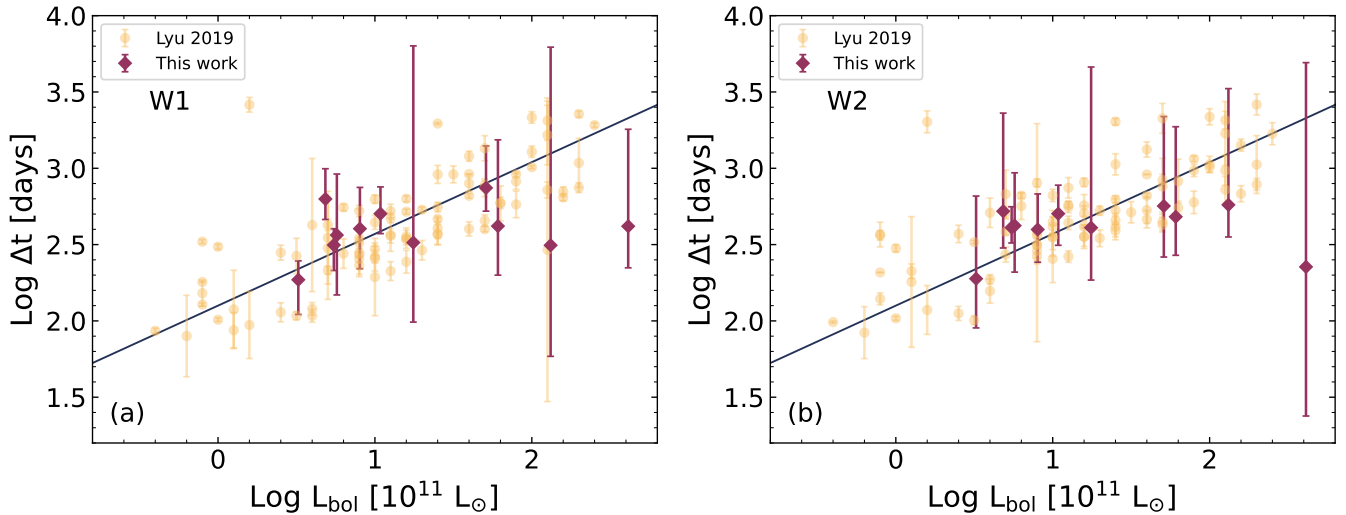 4.0
3.5
3.0
2.5
2.0
1.5
Log Δt [days]
Lyu 2019
This work
W1
(a)
0 1 2
Log L_bol [10^11 L_⊙]
4.0
3.5
3.0
2.5
2.0
1.5
Log Δt [days]
Lyu 2019
This work
W2
(b)
0 1 2
Log L_bol [10^11 L_⊙]